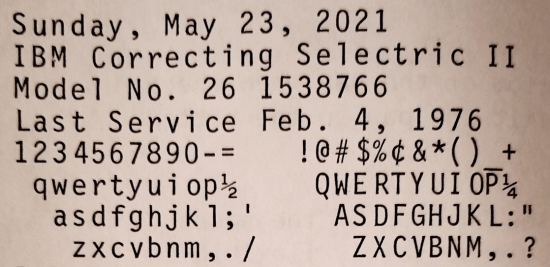 Sunday, May 23, 2021
IBM Correcting Selectric II
Model No. 26 1538766
Last Service Feb. 4, 1976
1234567890-= !@#$%¢&*()_+
qwertyuiop½ QWERTYUIOP¼
asdfghjkl;' ASDFGHJKL:"
zxcvbnm,./ ZXCVBNM,.?